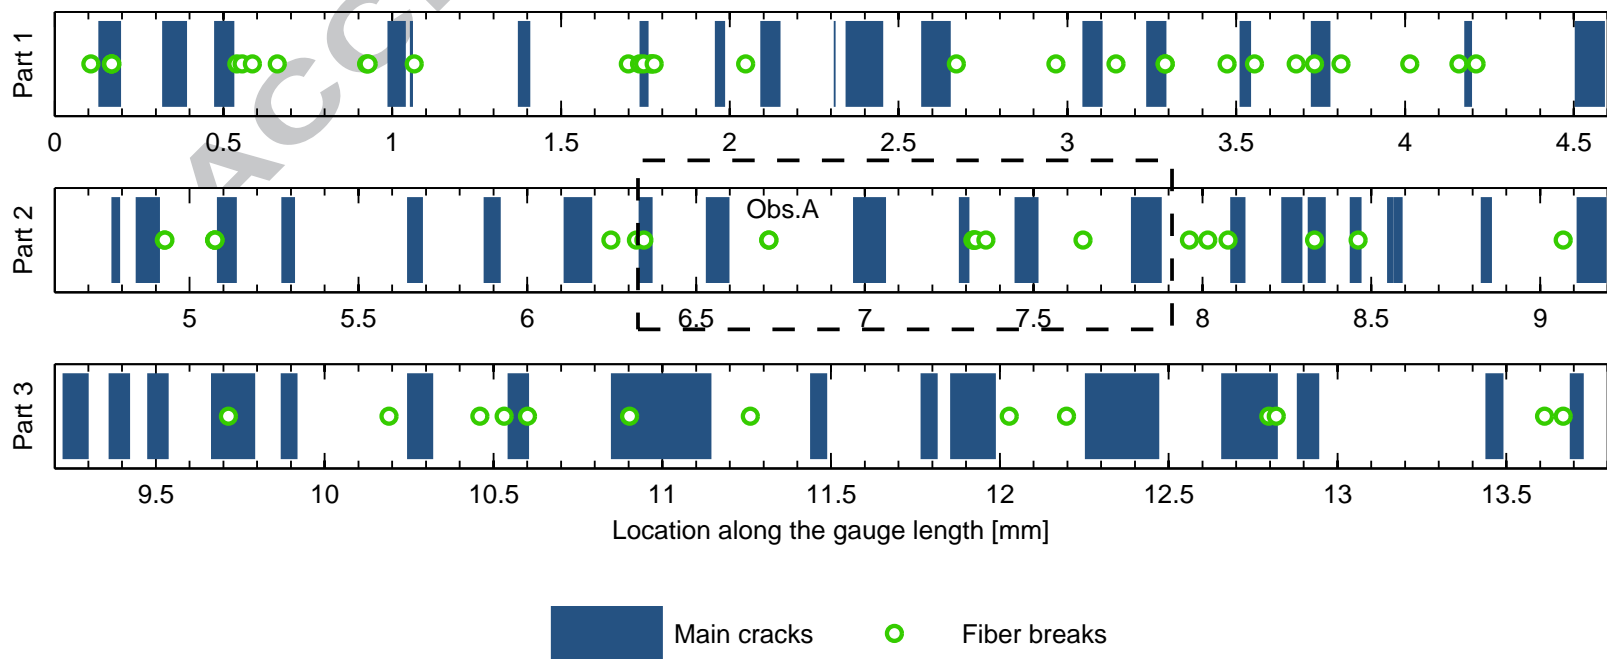 Part 1
0 0.5 1 1.5 2 2.5 3 3.5 4 4.5
ACC
Part 2
Obs.A
5 5.5 6 6.5 7 7.5 8 8.5 9
Part 3
9.5 10 10.5 11 11.5 12 12.5 13 13.5
Location along the gauge length [mm]
Main cracks Fiber breaks